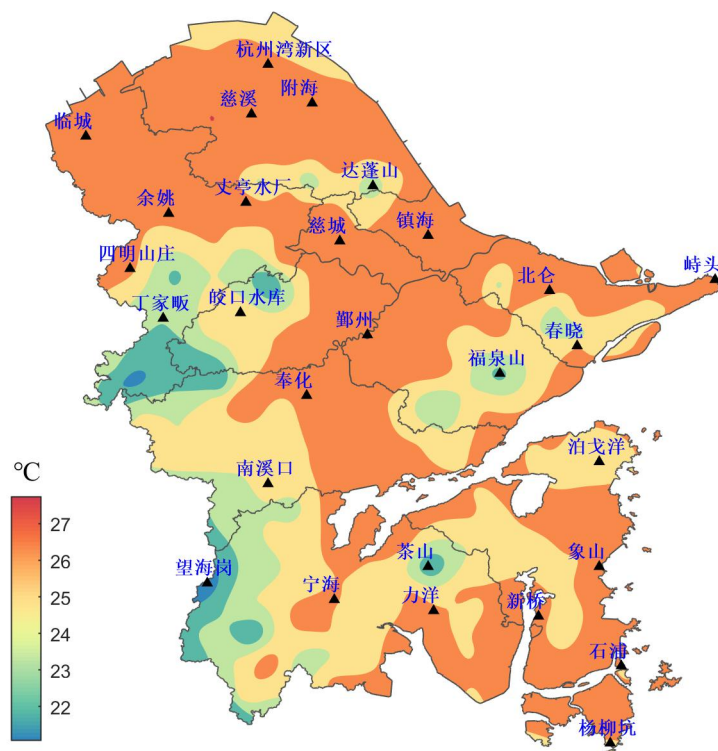 杭州湾新区
附海
慈溪
临城
达蓬山
丈亭水厂
余姚
慈城
镇海
四明山庄
北仑
峙头
丁家畈
皎口水库
鄞州
春晓
福泉山
奉化
泊戈洋
℃
南溪口
27
26
25
24
23
22
望海岗
茶山
象山
宁海
力洋
新桥
石浦
杨柳坑